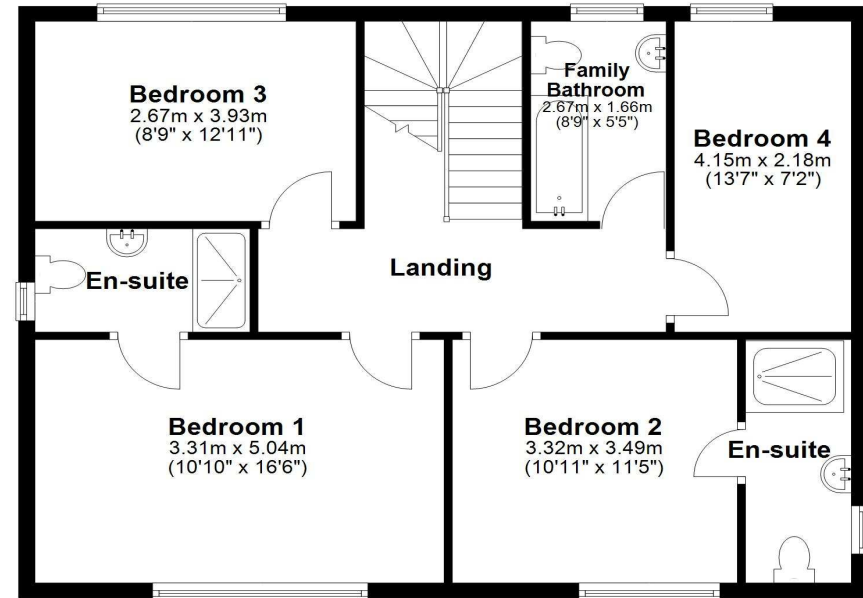 Bedroom 3
2.67m x 3.93m
(8'9" x 12'11")
Family
Bathroom
2.67m x 1.66m
(8'9" x 5'5")
Bedroom 4
4.15m x 2.18m
(13'7" x 7'2")
En-suite
Landing
Bedroom 1
3.31m x 5.04m
(10'10" x 16'6")
Bedroom 2
3.32m x 3.49m
(10'11" x 11'5")
En-suite